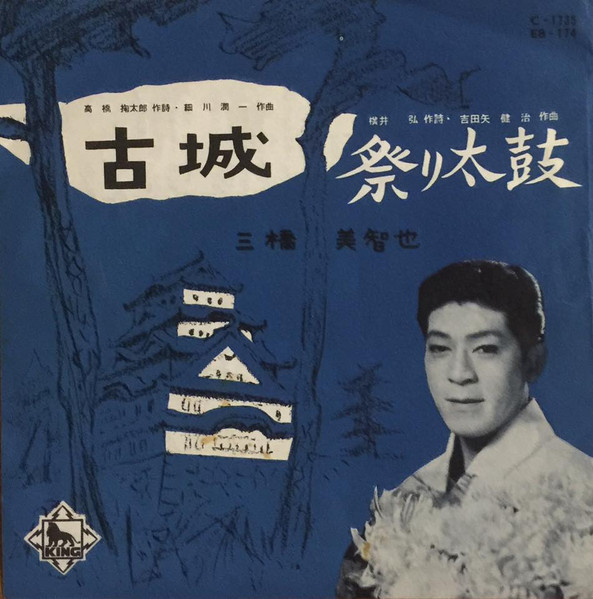 C-1735
EB-174
高橋掬太郎作詩・細川潤一作曲
古城
横井 弘作詩・吉田矢健治作曲
祭り太鼓
三橋 美智也
KING